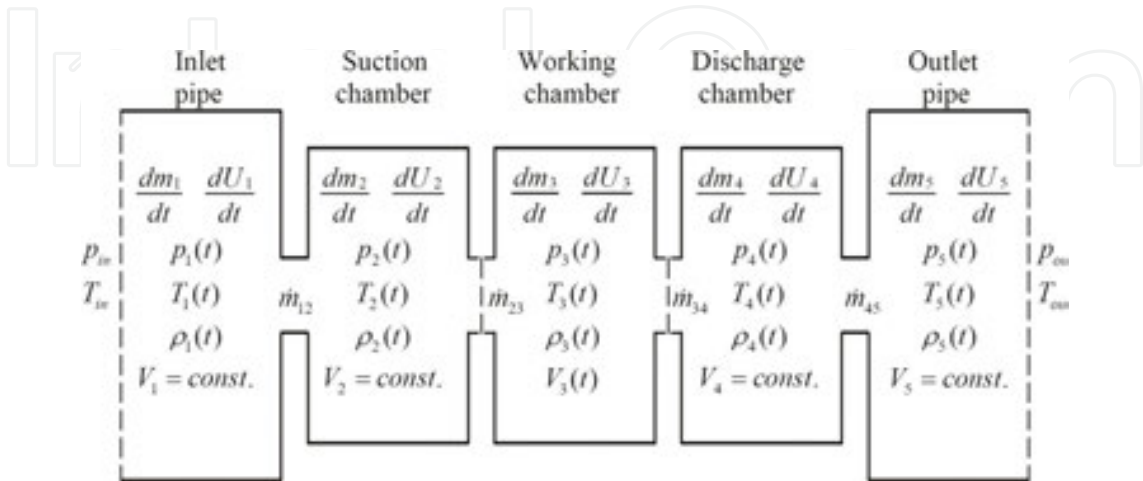 Inlet pipe
Suction chamber
Working chamber
Discharge chamber
Outlet pipe
dm₁/dt dU₁/dt
p₁(t)
T₁(t)
ρ₁(t)
V₁ = const.
dm₂/dt dU₂/dt
p₂(t)
T₂(t)
ρ₂(t)
V₂ = const.
dm₃/dt dU₃/dt
p₃(t)
T₃(t)
ρ₃(t)
V₃(t)
dm₄/dt dU₄/dt
p₄(t)
T₄(t)
ρ₄(t)
V₄ = const.
dm₅/dt dU₅/dt
p₅(t)
T₅(t)
ρ₅(t)
V₅ = const.
p_in
T_in
ṁ₁₂
ṁ₂₃
ṁ₃₄
ṁ₄₅
p_out
T_out